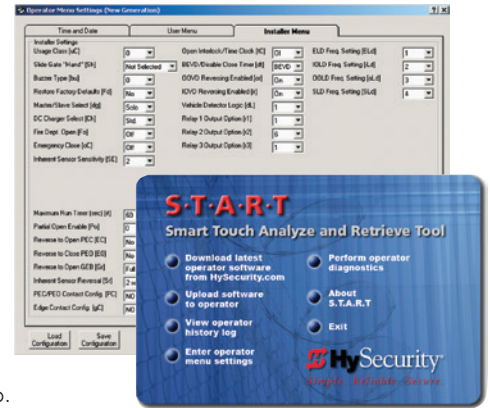 Operator Menu Settings (New Generation)
Time and Date
User Menu
Installer Menu
Installer Settings
Usage Class [uC]
0
Slide Gate "Hand" [Sh]
Not Selected
Buzzer Type [bu]
0
Restore Factory Defaults [Fd]
No
Master/Slave Select [dg]
Solo
DC Charger Select [Ch]
Std.
Fire Dept. Open [Fo]
Off
Emergency Close [oC]
Off
Inherent Sensor Sensitivity [SE]
2
Open Interlock/Time Clock [tC]
OI
BEVD/Disable Close Timer [dt]
BEVD
OOVD Reversing Enabled [or]
On
IOVD Reversing Enabled [ir]
On
Vehicle Detector Logic [dL]
1
Relay 1 Output Option [r1]
1
Relay 2 Output Option [r2]
6
Relay 3 Output Option [r3]
1
ELD Freq. Setting [ELd]
1
IOLD Freq. Setting [iLd]
2
OOLD Freq. Setting [oLd]
3
SLD Freq. Setting [SLd]
4
Maximum Run Timer (sec) [rt]
60
Partial Open Enable [Po]
0
Reverse to Open PEC [EC]
No
Reverse to Close PEO [E0]
No
Reverse to Open GEB [Gr]
Full
Inherent Sensor Reversal [Sr]
PEC/PEO Contact Config. [PC]
NO
Edge Contact Config. [gC]
NO
Load Configuration
Save Configuration
S·T·A·R·T
Smart Touch Analyze and Retrieve Tool
Download latest
operator software
from HySecurity.com
Upload software
to operator
View operator
history log
Enter operator
menu settings
Perform operator
diagnostics
About
S.T.A.R.T
Exit
HySecurity
simple. Reliable. Secure.